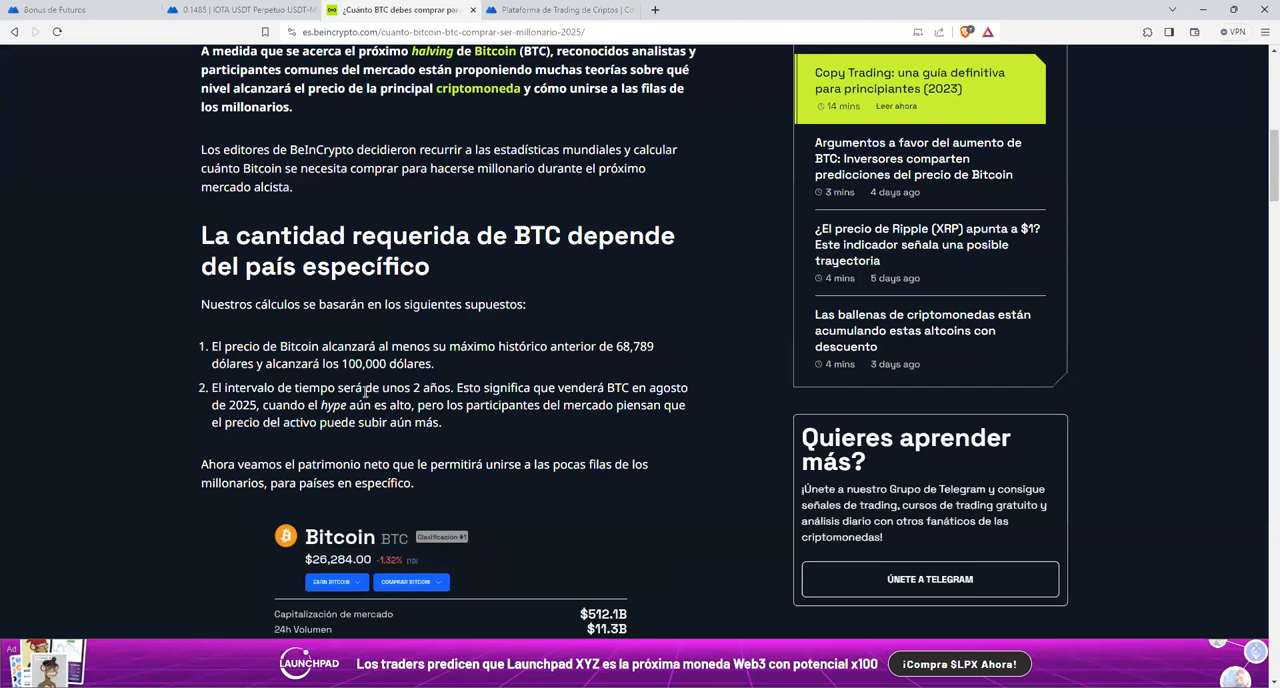 Bonus de Futuros
0.1485 | IOTA USDT Perpetuo USDT-M
¿Cuánto BTC debes comprar para
Plataforma de Trading de Criptos | Co
es.beincrypto.com/cuanto-bitcoin-btc-comprar-ser-millonario-2025/
VPN
A medida que se acerca el próximo halving de Bitcoin (BTC), reconocidos analistas y
participantes comunes del mercado están proponiendo muchas teorías sobre qué
nivel alcanzará el precio de la principal criptomoneda y cómo unirse a las filas de
los millonarios.
Los editores de BeInCrypto decidieron recurrir a las estadísticas mundiales y calcular
cuánto Bitcoin se necesita comprar para hacerse millonario durante el próximo
mercado alcista.
La cantidad requerida de BTC depende
del país específico
Nuestros cálculos se basarán en los siguientes supuestos:
1. El precio de Bitcoin alcanzará al menos su máximo histórico anterior de 68,789
dólares y alcanzará los 100,000 dólares.
2. El intervalo de tiempo será de unos 2 años. Esto significa que venderá BTC en agosto
de 2025, cuando el hype aún es alto, pero los participantes del mercado piensan que
el precio del activo puede subir aún más.
Ahora veamos el patrimonio neto que le permitirá unirse a las pocas filas de los
millonarios, para países en específico.
Bitcoin BTC Clasificación #1
$26,284.00 -1.32% (1D)
EARN BITCOIN COMPRAR BITCOIN
Capitalización de mercado $512.1B
24h Volumen $11.3B
Copy Trading: una guía definitiva
para principiantes (2023)
14 mins Leer ahora
Argumentos a favor del aumento de
BTC: Inversores comparten
predicciones del precio de Bitcoin
3 mins 4 days ago
¿El precio de Ripple (XRP) apunta a $1?
Este indicador señala una posible
trayectoria
4 mins 5 days ago
Las ballenas de criptomonedas están
acumulando estas altcoins con
descuento
4 mins 3 days ago
Quieres aprender
más?
¡Únete a nuestro Grupo de Telegram y consigue
señales de trading, cursos de trading gratuito y
análisis diario con otros fanáticos de las
criptomonedas!
ÚNETE A TELEGRAM
Ad
LAUNCHPAD
Los traders predicen que Launchpad XYZ es la próxima moneda Web3 con potencial x100
¡Compra $LPX Ahora!